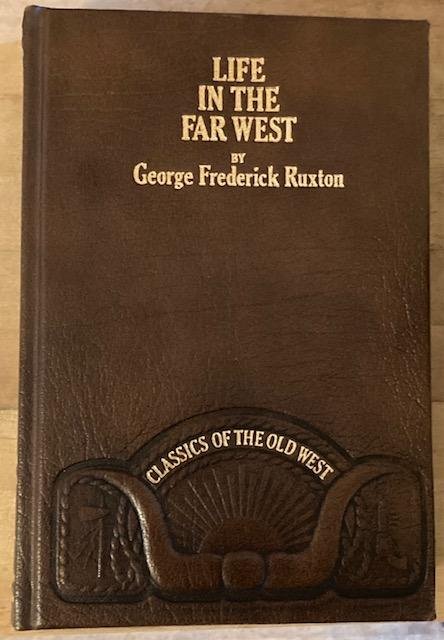 LIFE
IN THE
FAR WEST
BY
George Frederick Ruxton
CLASSICS OF THE OLD WEST